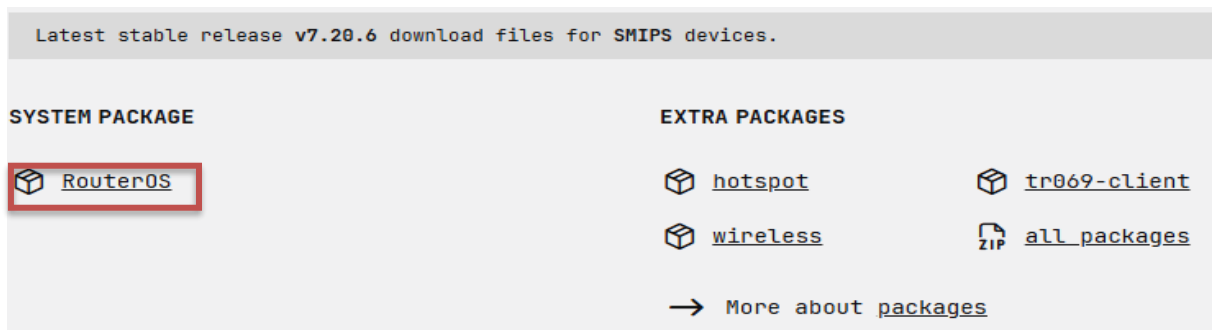 Latest stable release v7.20.6 download files for SMIPS devices.
SYSTEM PACKAGE
EXTRA PACKAGES
RouterOS
hotspot
tr069-client
wireless
ZIP all packages
→ More about packages